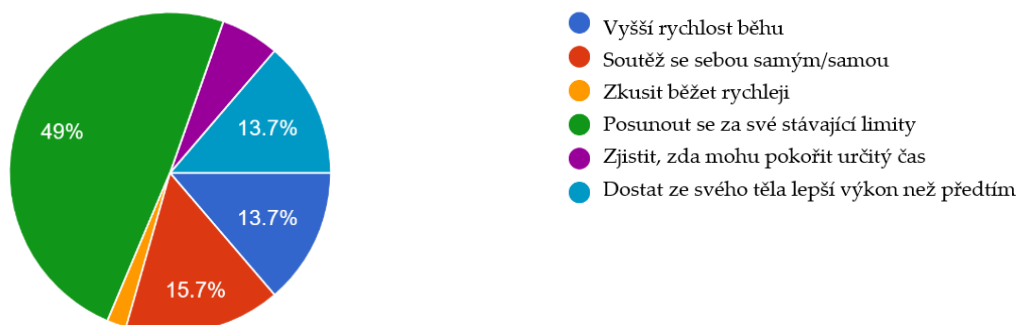 49%
13.7%
13.7%
15.7%
Vyšší rychlost běhu
Soutěž se sebou samým/samou
Zkusit běžet rychleji
Posunout se za své stávající limity
Zjistit, zda mohu pokořit určitý čas
Dostat ze svého těla lepší výkon než předtím